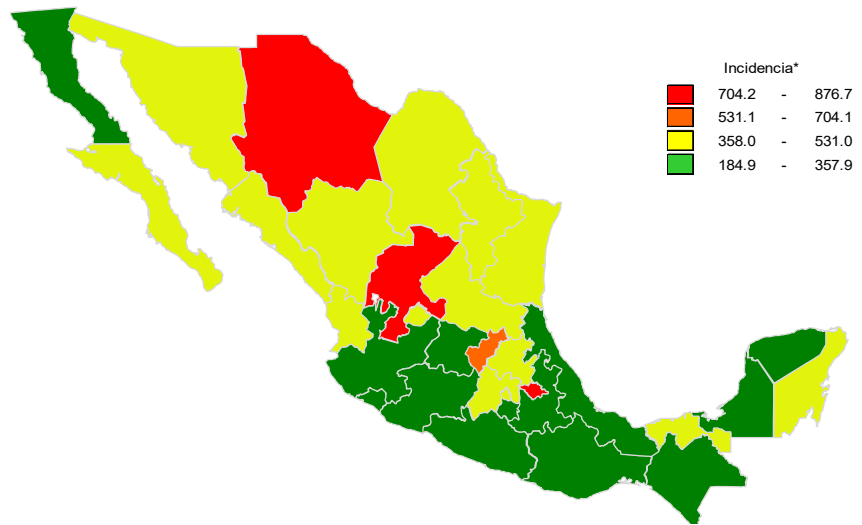 Incidencia*
704.2 - 876.7
531.1 - 704.1
358.0 - 531.0
184.9 - 357.9